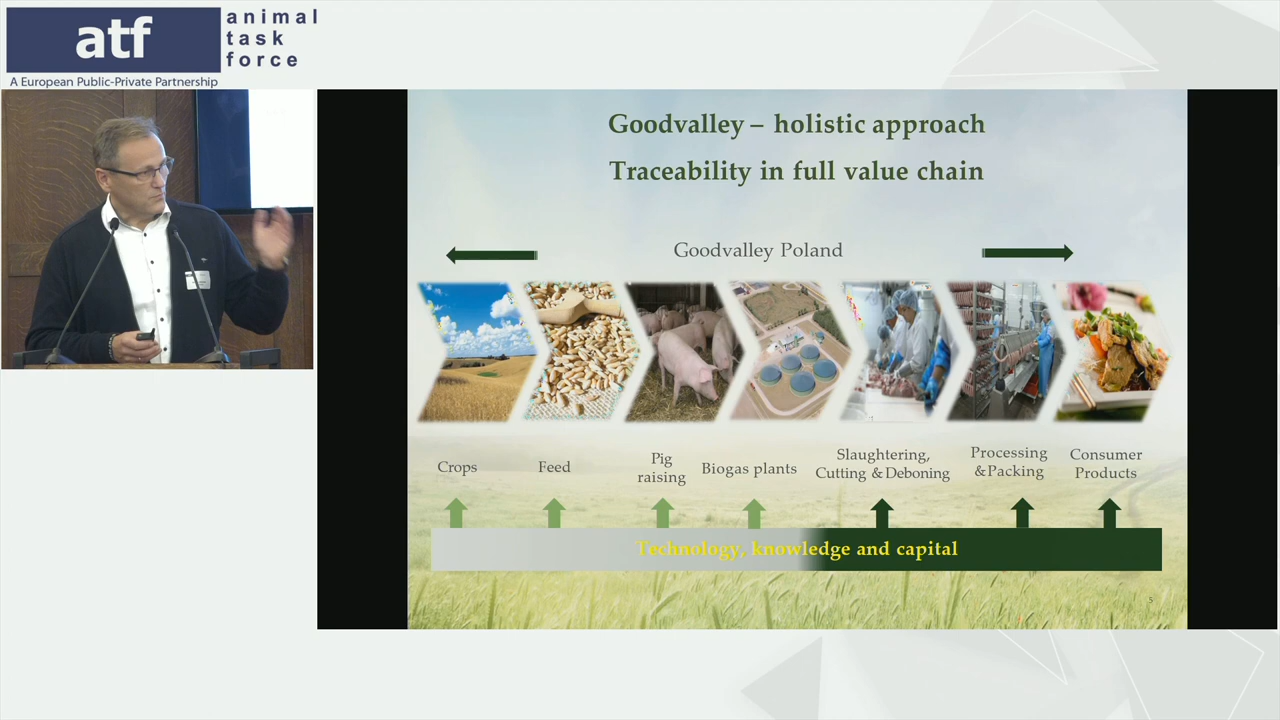 atf
animal
task
force
A European Public-Private Partnership
Goodvalley – holistic approach
Traceability in full value chain
Goodvalley Poland
Crops
Feed
Pig
raising
Biogas plants
Slaughtering,
Cutting & Deboning
Processing
& Packing
Consumer
Products
Technology, knowledge and capital
5